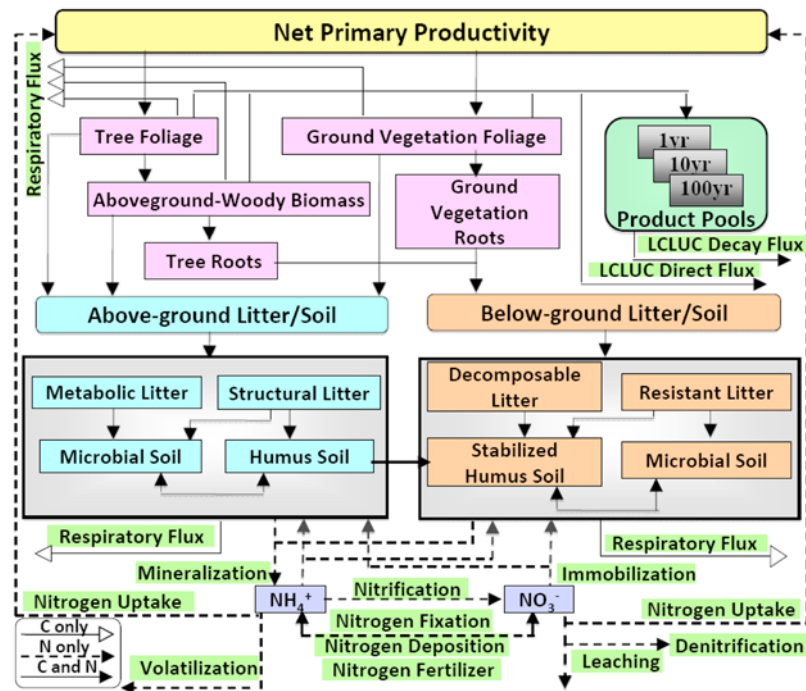 Net Primary Productivity
Respiratory Flux
Tree Foliage
Ground Vegetation Foliage
1yr
10yr
100yr
Product Pools
Aboveground-Woody Biomass
Ground
Vegetation
Roots
Tree Roots
LCLUC Decay Flux
LCLUC Direct Flux
Above-ground Litter/Soil
Below-ground Litter/Soil
Metabolic Litter
Structural Litter
Decomposable
Litter
Resistant Litter
Microbial Soil
Humus Soil
Stabilized
Humus Soil
Microbial Soil
Respiratory Flux
Respiratory Flux
Mineralization
Immobilization
Nitrogen Uptake
NH₄⁺
Nitrification
NO₃⁻
Nitrogen Uptake
Nitrogen Fixation
Nitrogen Deposition
Nitrogen Fertilizer
C only
N only
C and N
Volatilization
Leaching
Denitrification